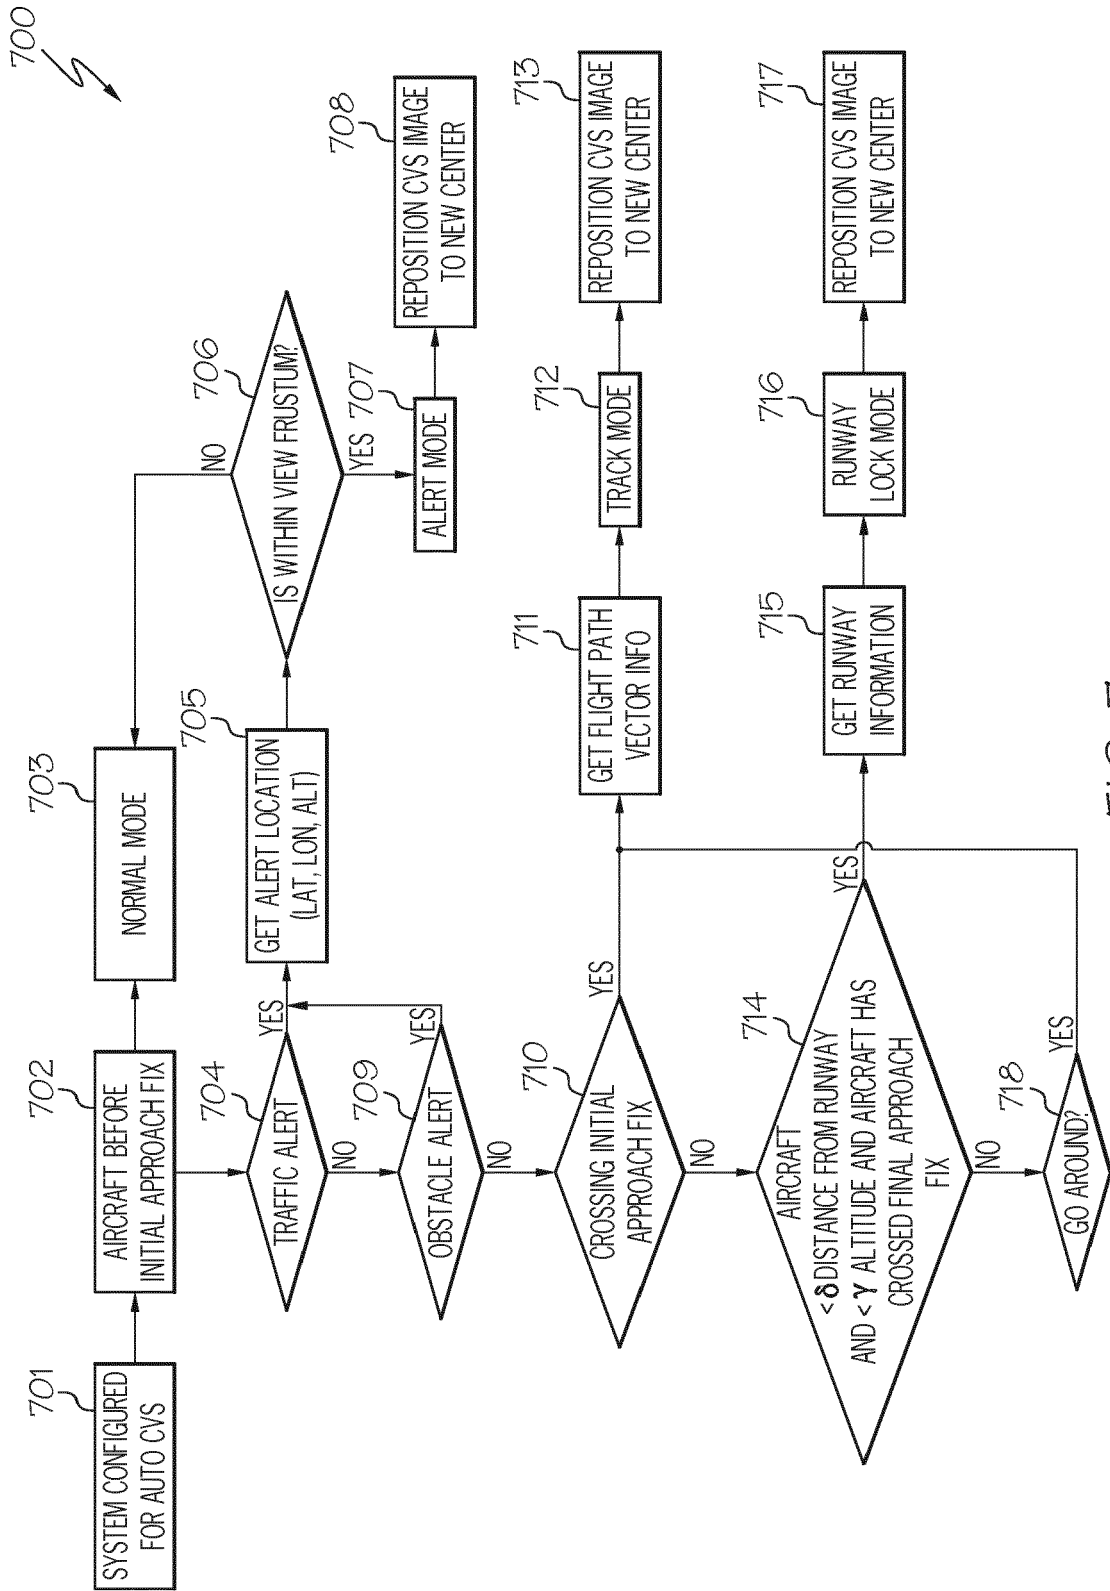 700
701
SYSTEM CONFIGURED
FOR AUTO CVS
702
AIRCRAFT BEFORE
INITIAL APPROACH FIX
703
NORMAL MODE
704
TRAFFIC ALERT
YES
NO
705
GET ALERT LOCATION
(LAT, LON, ALT)
706
IS WITHIN VIEW FRUSTUM?
NO
YES
707
ALERT MODE
708
REPOSITION CVS IMAGE
TO NEW CENTER
709
OBSTACLE ALERT
YES
NO
710
CROSSING INITIAL
APPROACH FIX
YES
NO
711
GET FLIGHT PATH
VECTOR INFO
712
TRACK MODE
713
REPOSITION CVS IMAGE
TO NEW CENTER
714
AIRCRAFT
<δ DISTANCE FROM RUNWAY
AND <γ ALTITUDE AND AIRCRAFT HAS
CROSSED FINAL APPROACH
FIX
YES
NO
715
GET RUNWAY
INFORMATION
716
RUNWAY
LOCK MODE
717
REPOSITION CVS IMAGE
TO NEW CENTER
718
GO AROUND?
YES